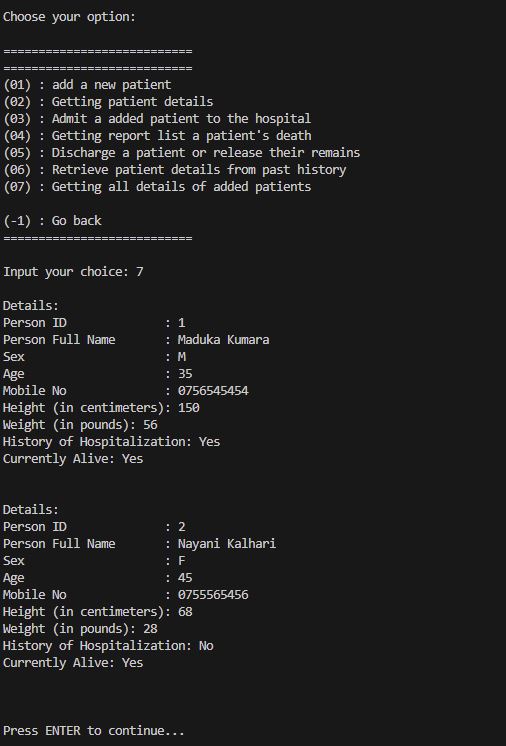 Choose your option:
===========================
===========================
(01) : add a new patient
(02) : Getting patient details
(03) : Admit a added patient to the hospital
(04) : Getting report list a patient's death
(05) : Discharge a patient or release their remains
(06) : Retrieve patient details from past history
(07) : Getting all details of added patients
(-1) : Go back
===========================
Input your choice: 7
Details:
Person ID              : 1
Person Full Name       : Maduka Kumara
Sex                    : M
Age                    : 35
Mobile No              : 0756545454
Height (in centimeters): 150
Weight (in pounds): 56
History of Hospitalization: Yes
Currently Alive: Yes
Details:
Person ID              : 2
Person Full Name       : Nayani Kalhari
Sex                    : F
Age                    : 45
Mobile No              : 0755565456
Height (in centimeters): 68
Weight (in pounds): 28
History of Hospitalization: No
Currently Alive: Yes
Press ENTER to continue...